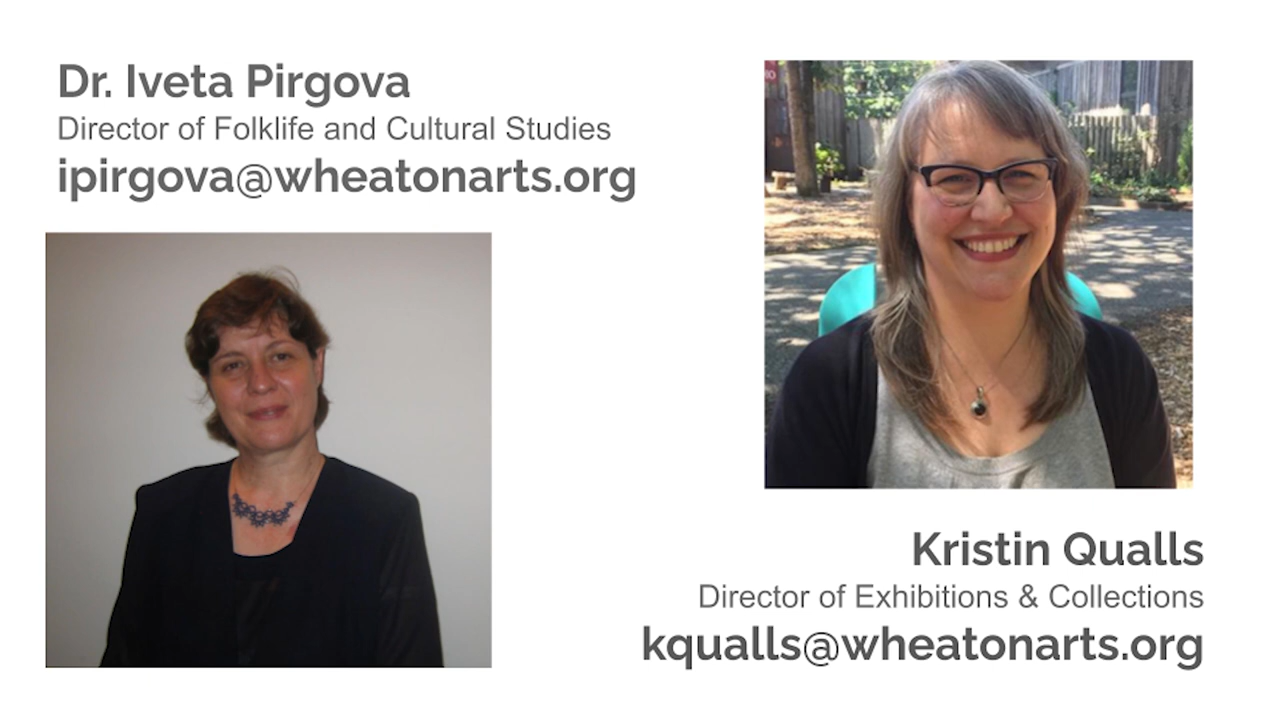 Dr. Iveta Pirgova
Director of Folklife and Cultural Studies
ipirgova@wheatonarts.org
Kristin Qualls
Director of Exhibitions & Collections
kqualls@wheatonarts.org